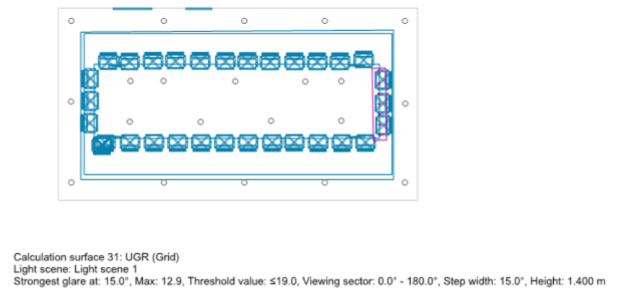 Calculation surface 31: UGR (Grid)
Light scene: Light scene 1
Strongest glare at: 15.0°, Max: 12.9, Threshold value: ≤19.0, Viewing sector: 0.0° - 180.0°, Step width: 15.0°, Height: 1.400 m